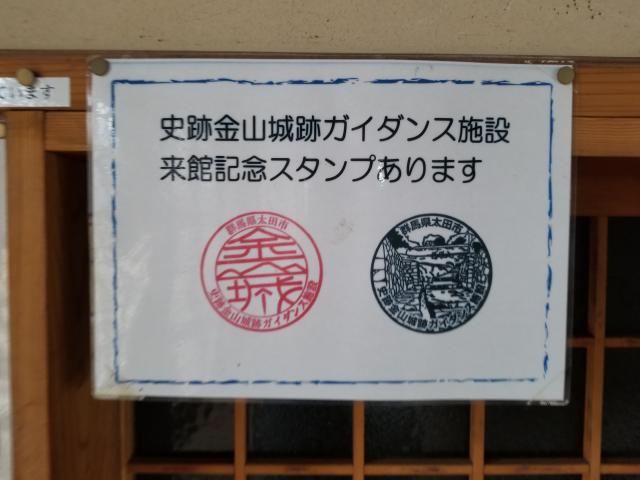 います
史跡金山城跡ガイダンス施設
来館記念スタンプあります
群馬県太田市
金山城
史跡金山城跡ガイダンス施設
群馬県太田市
史跡金山城跡ガイダンス施設